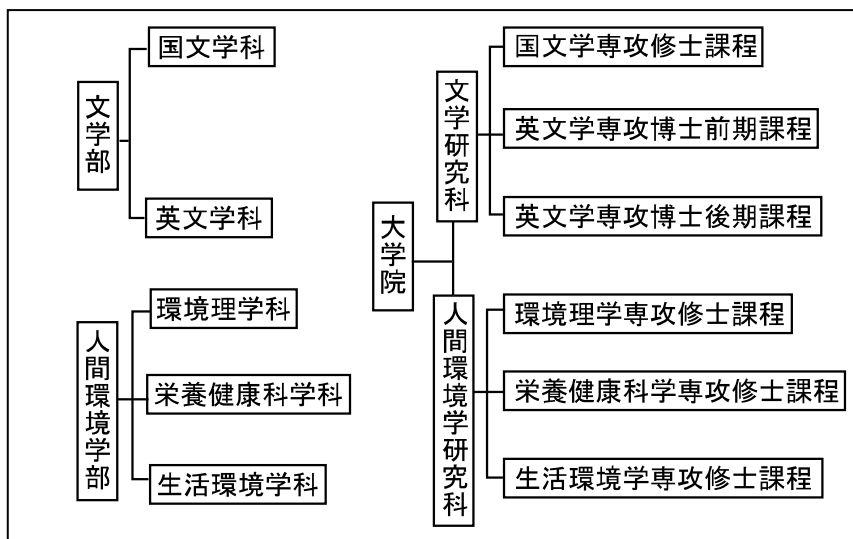 文学部
国文学科
英文学科
人間環境学部
環境理学科
栄養健康科学科
生活環境学科
大学院
文学研究科
国文学専攻修士課程
英文学専攻博士前期課程
英文学専攻博士後期課程
人間環境学研究科
環境理学専攻修士課程
栄養健康科学専攻修士課程
生活環境学専攻修士課程